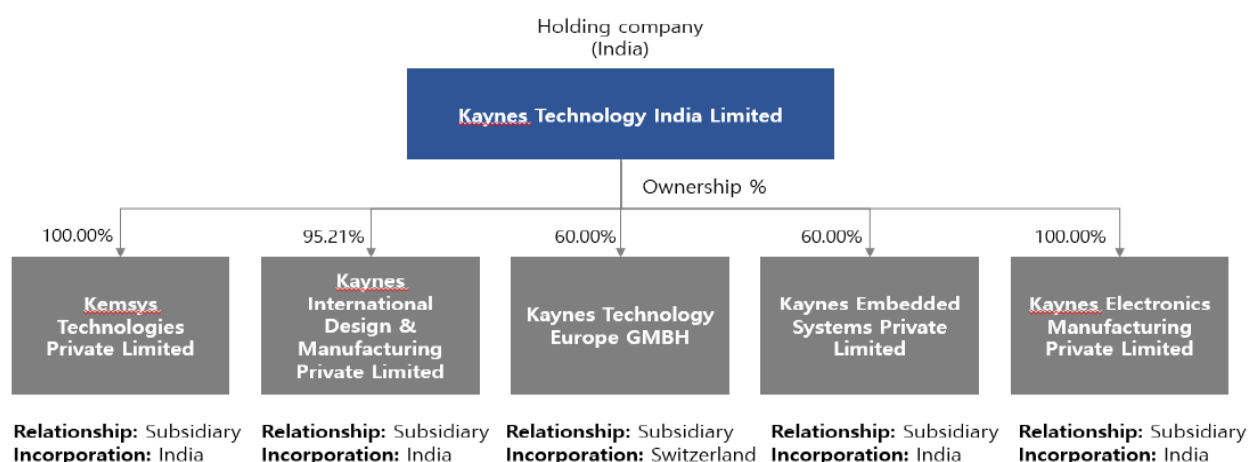 Holding company
(India)
Kaynes Technology India Limited
Ownership %
100.00%
95.21%
60.00%
60.00%
100.00%
Kemsys
Technologies
Private Limited
Kaynes
International
Design &
Manufacturing
Private Limited
Kaynes Technology
Europe GMBH
Kaynes Embedded
Systems Private
Limited
Kaynes Electronics
Manufacturing
Private Limited
Relationship: Subsidiary
Incorporation: India
Relationship: Subsidiary
Incorporation: India
Relationship: Subsidiary
Incorporation: Switzerland
Relationship: Subsidiary
Incorporation: India
Relationship: Subsidiary
Incorporation: India